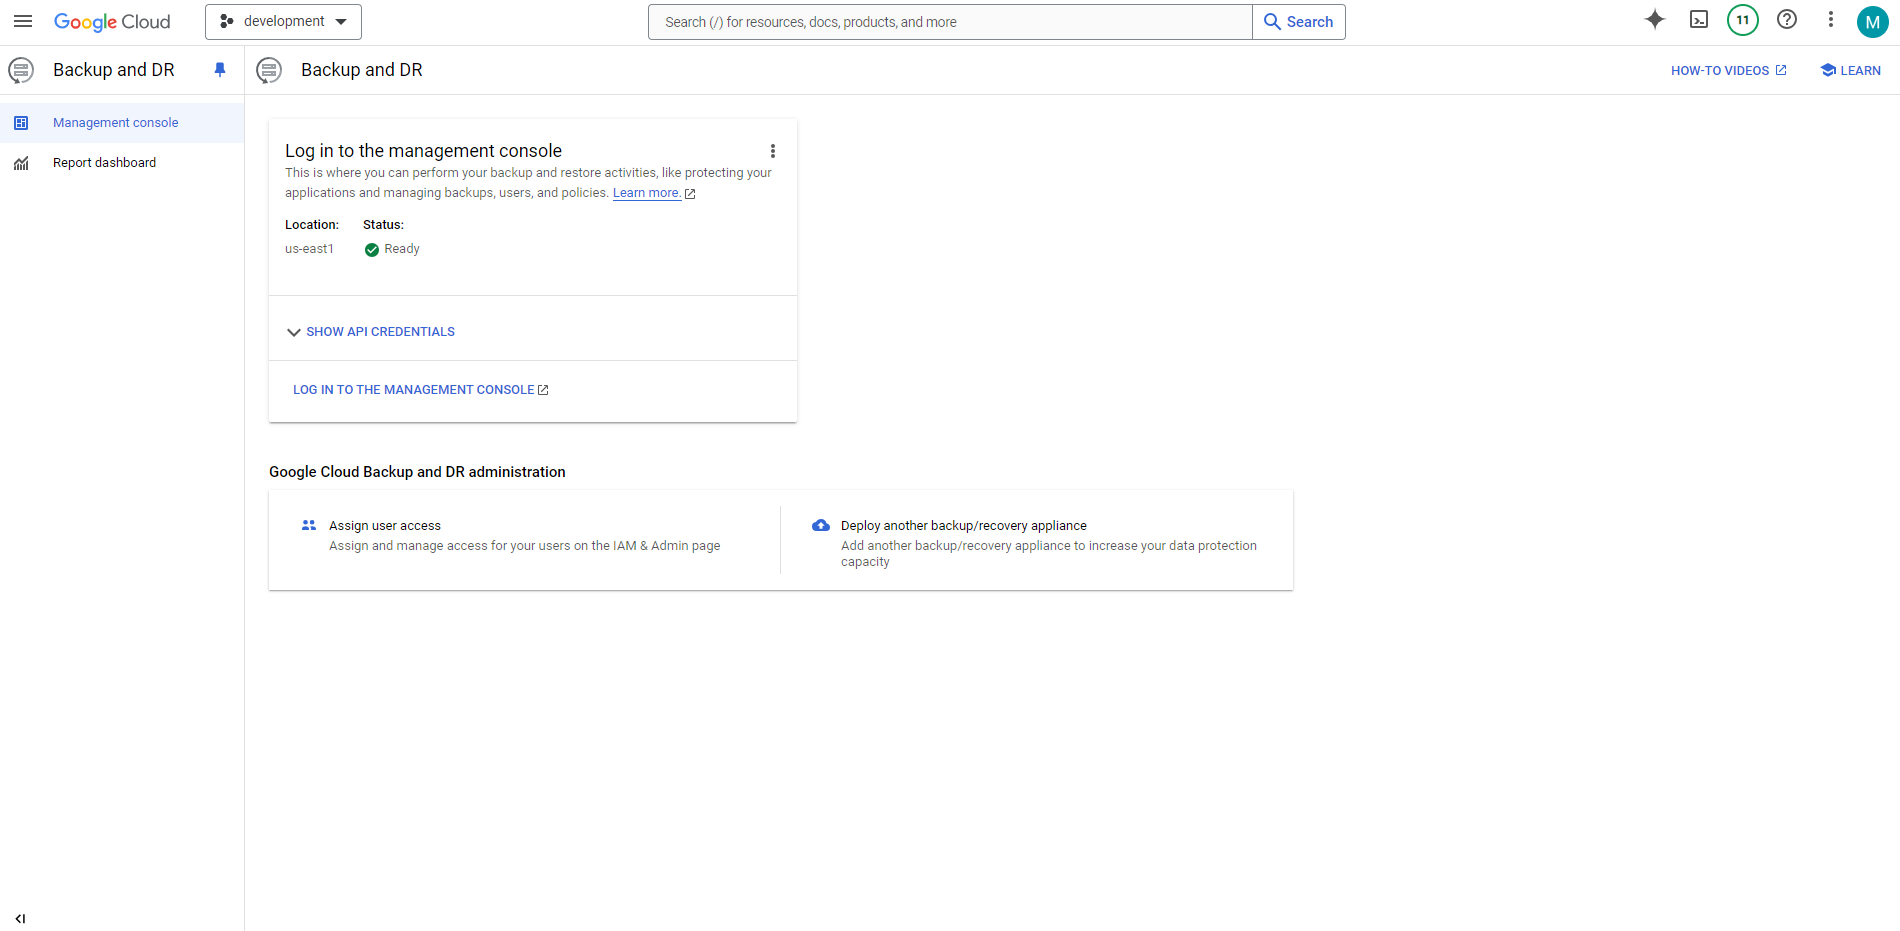 Google Cloud
development
Search (/) for resources, docs, products, and more
Search
11
M
Backup and DR
Backup and DR
HOW-TO VIDEOS
LEARN
Management console
Report dashboard
Log in to the management console
This is where you can perform your backup and restore activities, like protecting your
applications and managing backups, users, and policies. Learn more.
Location: Status:
us-east1 Ready
SHOW API CREDENTIALS
LOG IN TO THE MANAGEMENT CONSOLE
Google Cloud Backup and DR administration
Assign user access
Assign and manage access for your users on the IAM & Admin page
Deploy another backup/recovery appliance
Add another backup/recovery appliance to increase your data protection
capacity